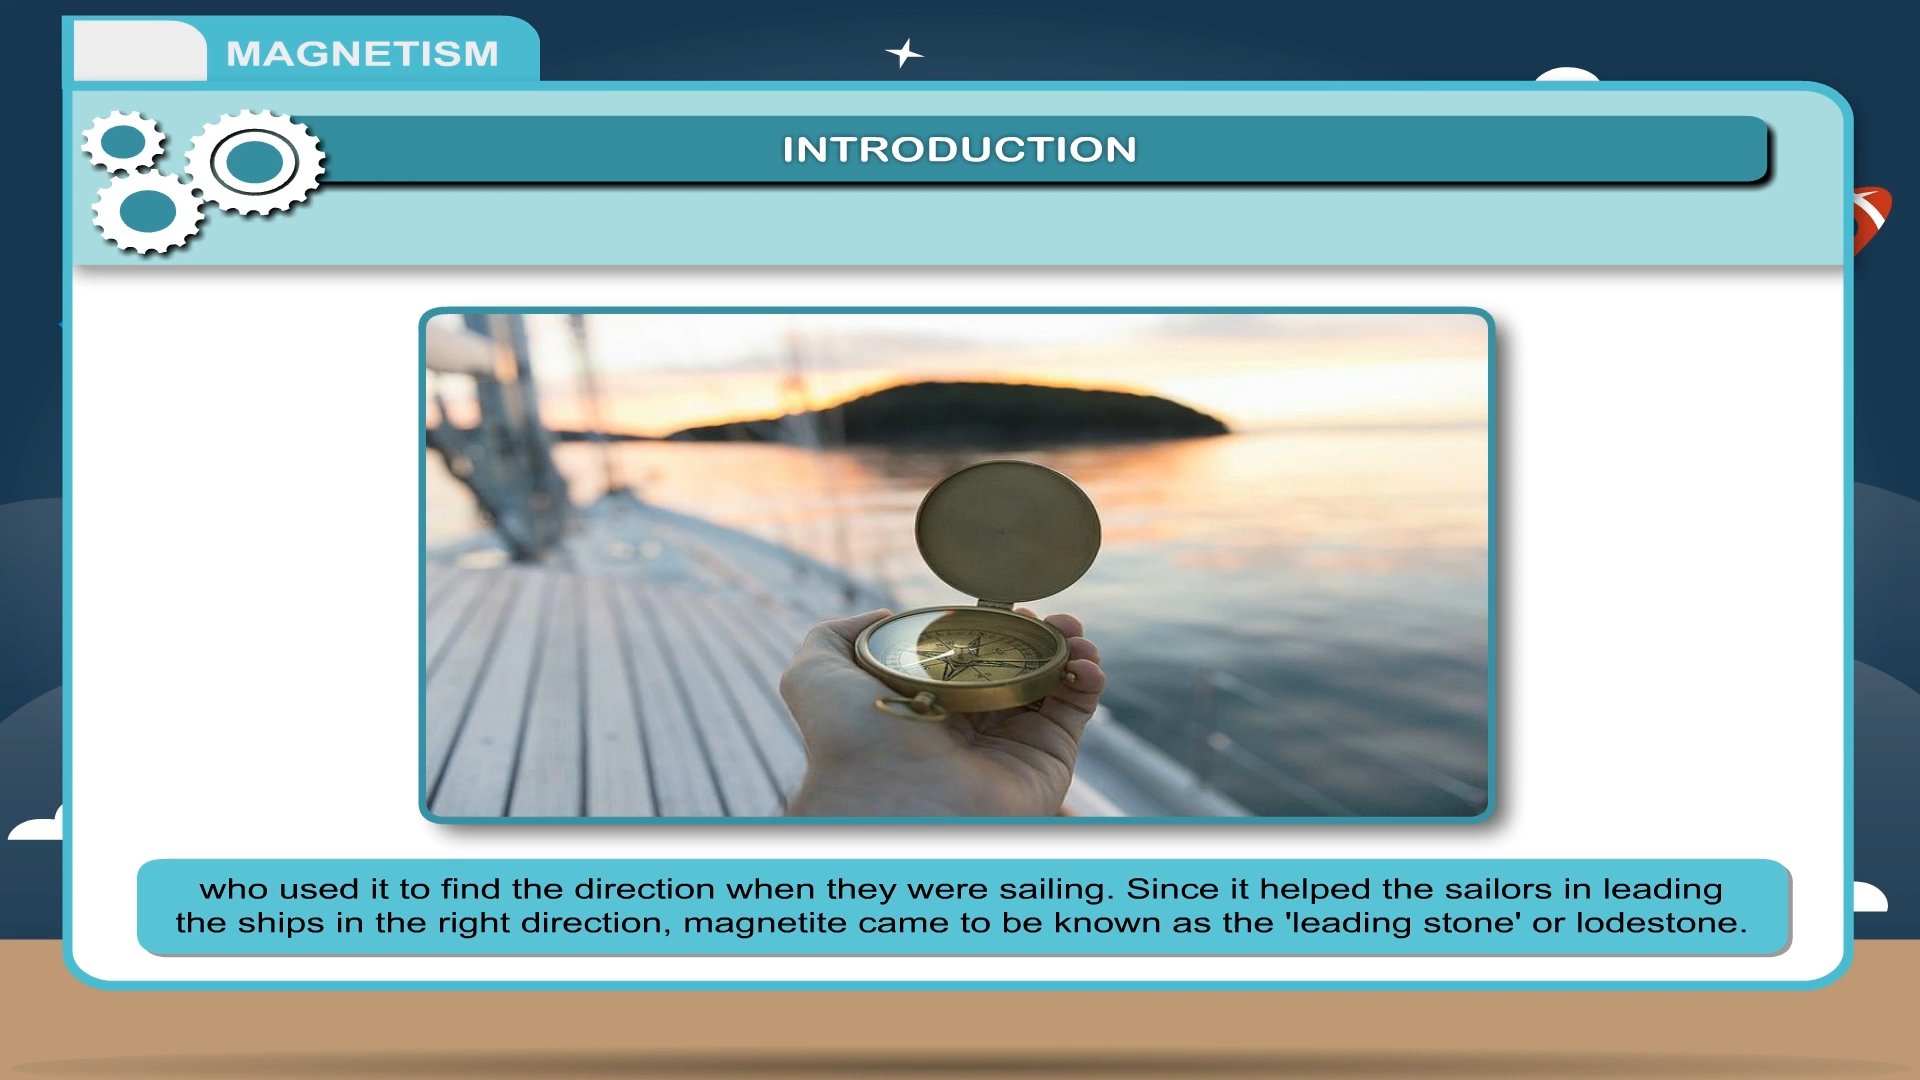 MAGNETISM
INTRODUCTION
who used it to find the direction when they were sailing. Since it helped the sailors in leading
the ships in the right direction, magnetite came to be known as the 'leading stone' or lodestone.